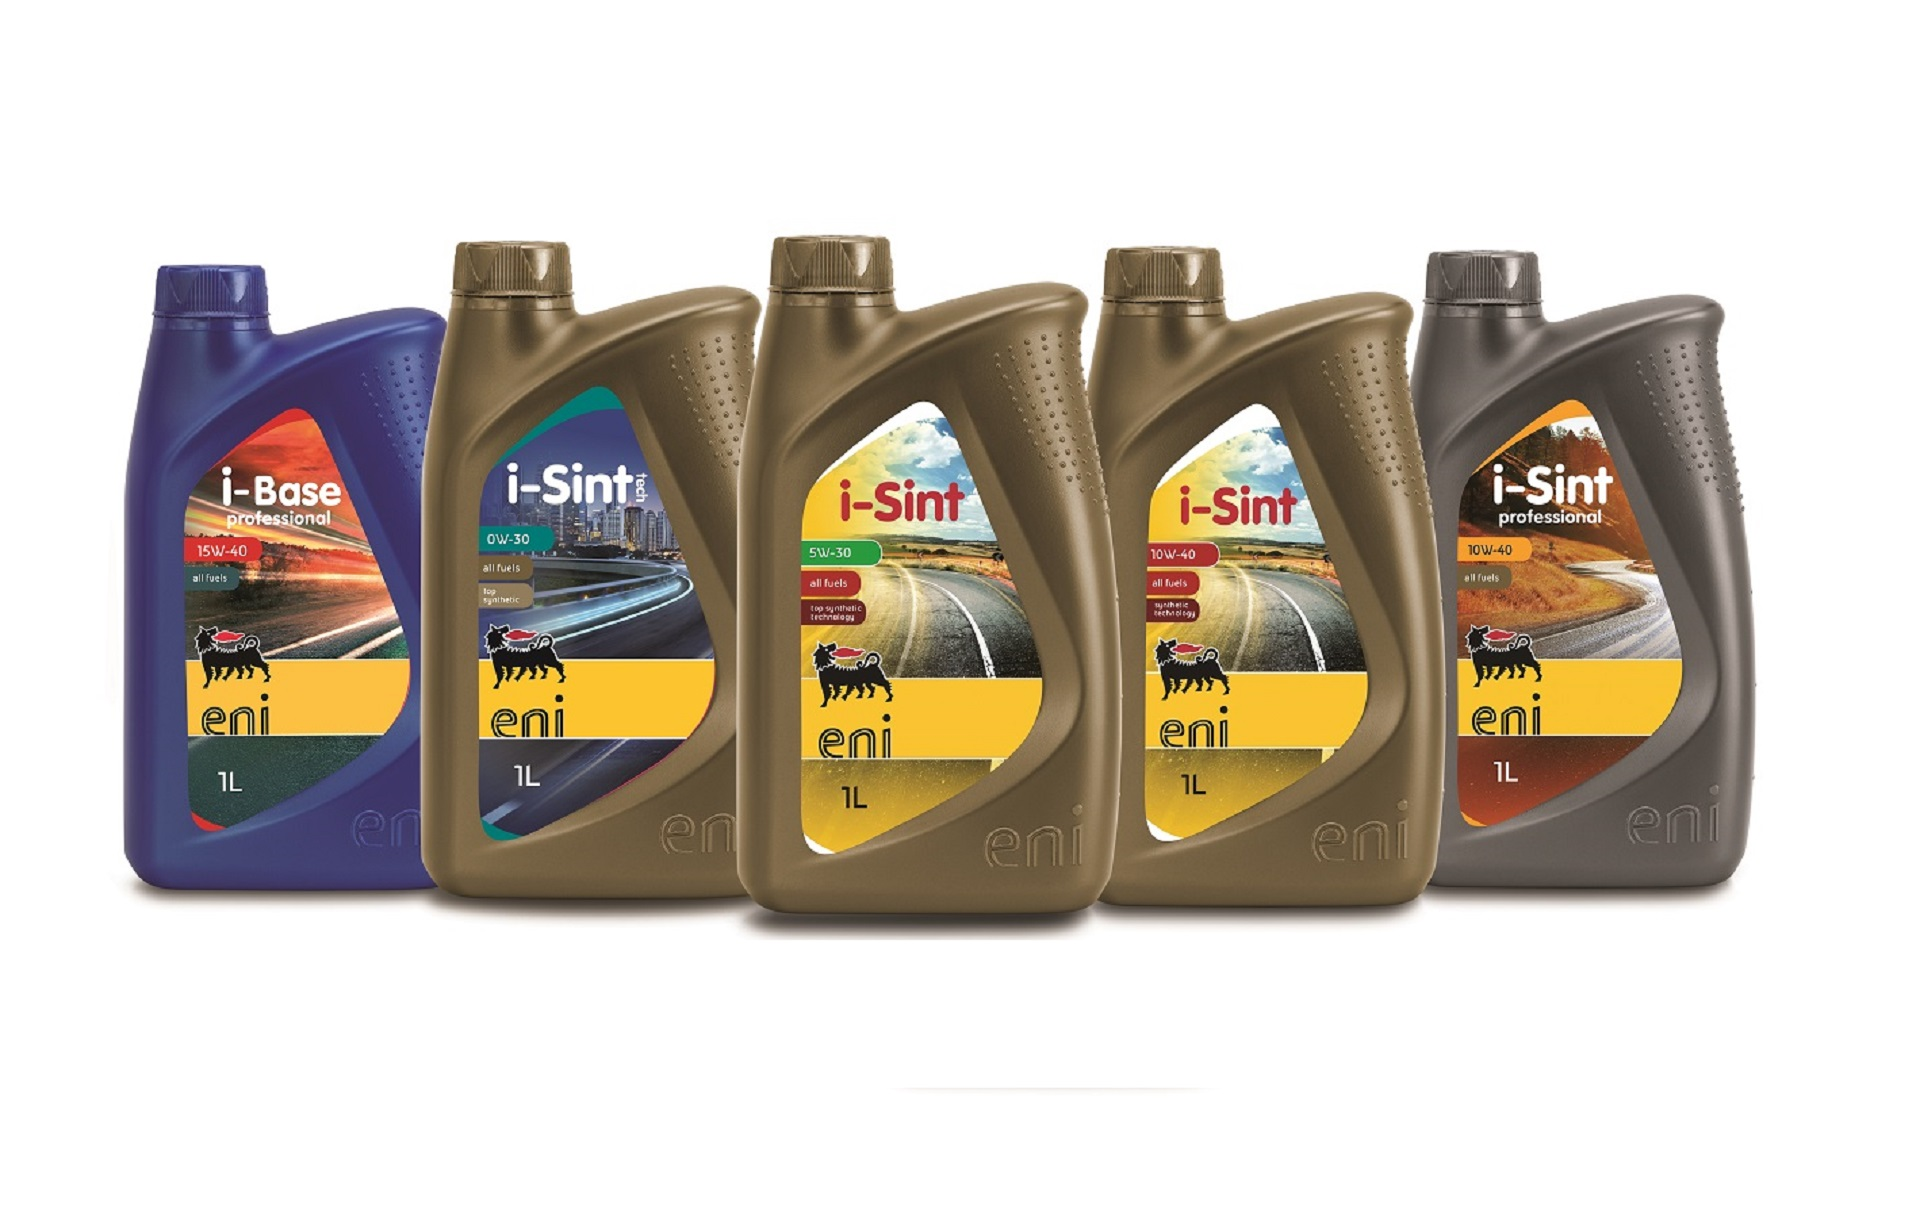 i-Base
professional
15W-40
all fuels
eni
1L
eni
i-Sint tech
0W-30
all fuels
top
synthetic
eni
1L
eni
i-Sint
5W-30
all fuels
top synthetic
technology
eni
1L
eni
i-Sint
10W-40
all fuels
synthetic
technology
eni
1L
eni
i-Sint
professional
10W-40
all fuels
eni
1L
eni